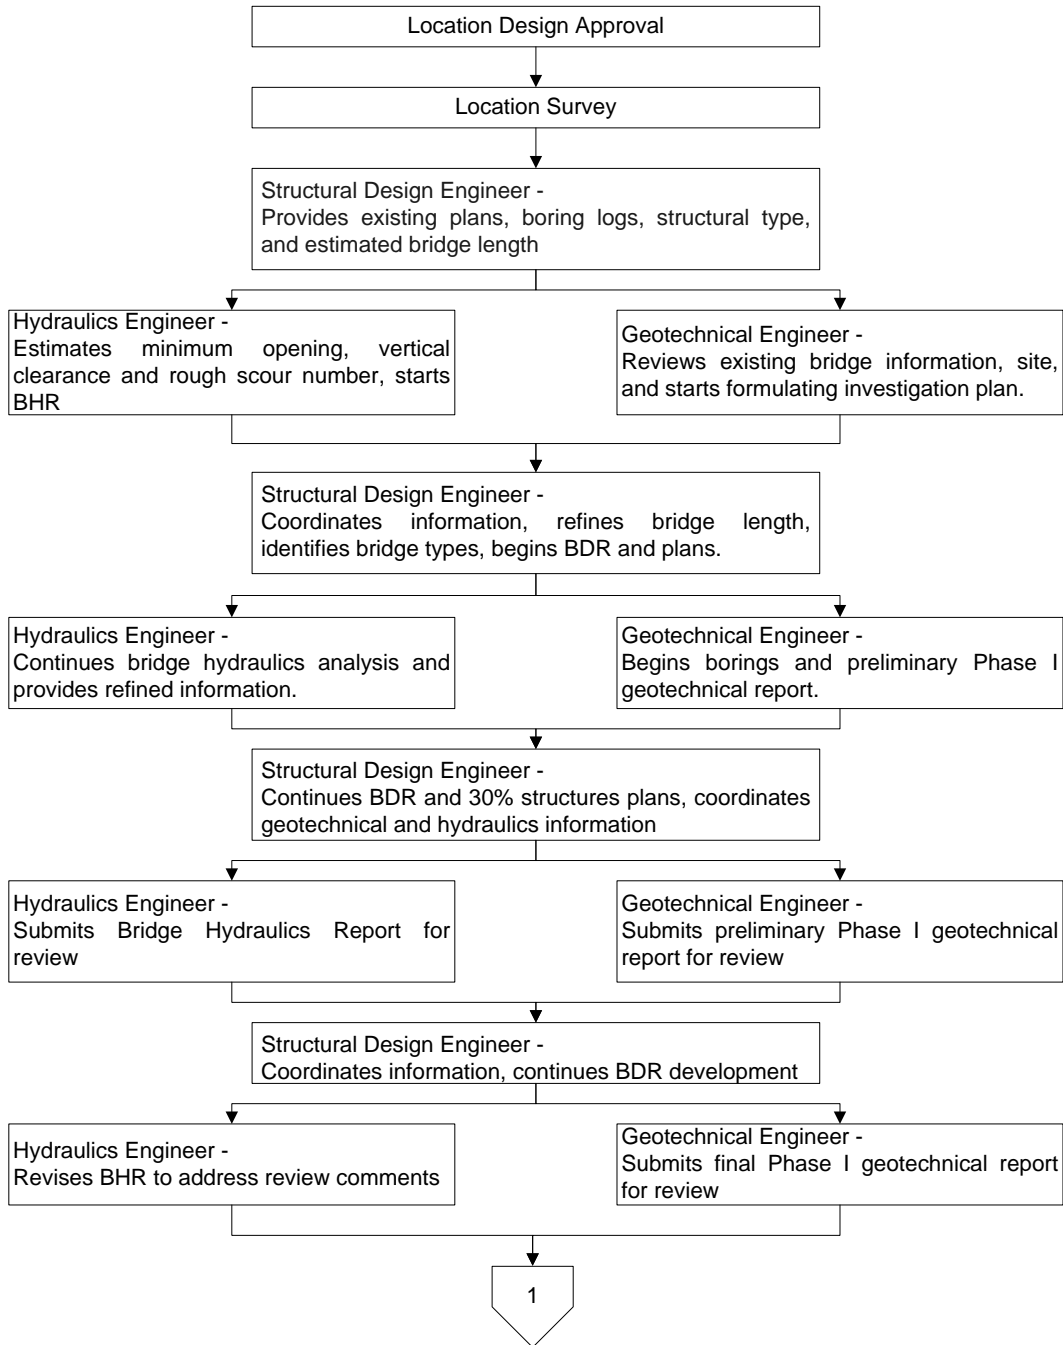 Location Design Approval
Location Survey
Structural Design Engineer -
Provides existing plans, boring logs, structural type,
and estimated bridge length
Hydraulics Engineer -
Estimates minimum opening, vertical
clearance and rough scour number, starts
BHR
Geotechnical Engineer -
Reviews existing bridge information, site,
and starts formulating investigation plan.
Structural Design Engineer -
Coordinates information, refines bridge length,
identifies bridge types, begins BDR and plans.
Hydraulics Engineer -
Continues bridge hydraulics analysis and
provides refined information.
Geotechnical Engineer -
Begins borings and preliminary Phase I
geotechnical report.
Structural Design Engineer -
Continues BDR and 30% structures plans, coordinates
geotechnical and hydraulics information
Hydraulics Engineer -
Submits Bridge Hydraulics Report for
review
Geotechnical Engineer -
Submits preliminary Phase I geotechnical
report for review
Structural Design Engineer -
Coordinates information, continues BDR development
Hydraulics Engineer -
Revises BHR to address review comments
Geotechnical Engineer -
Submits final Phase I geotechnical report
for review
1